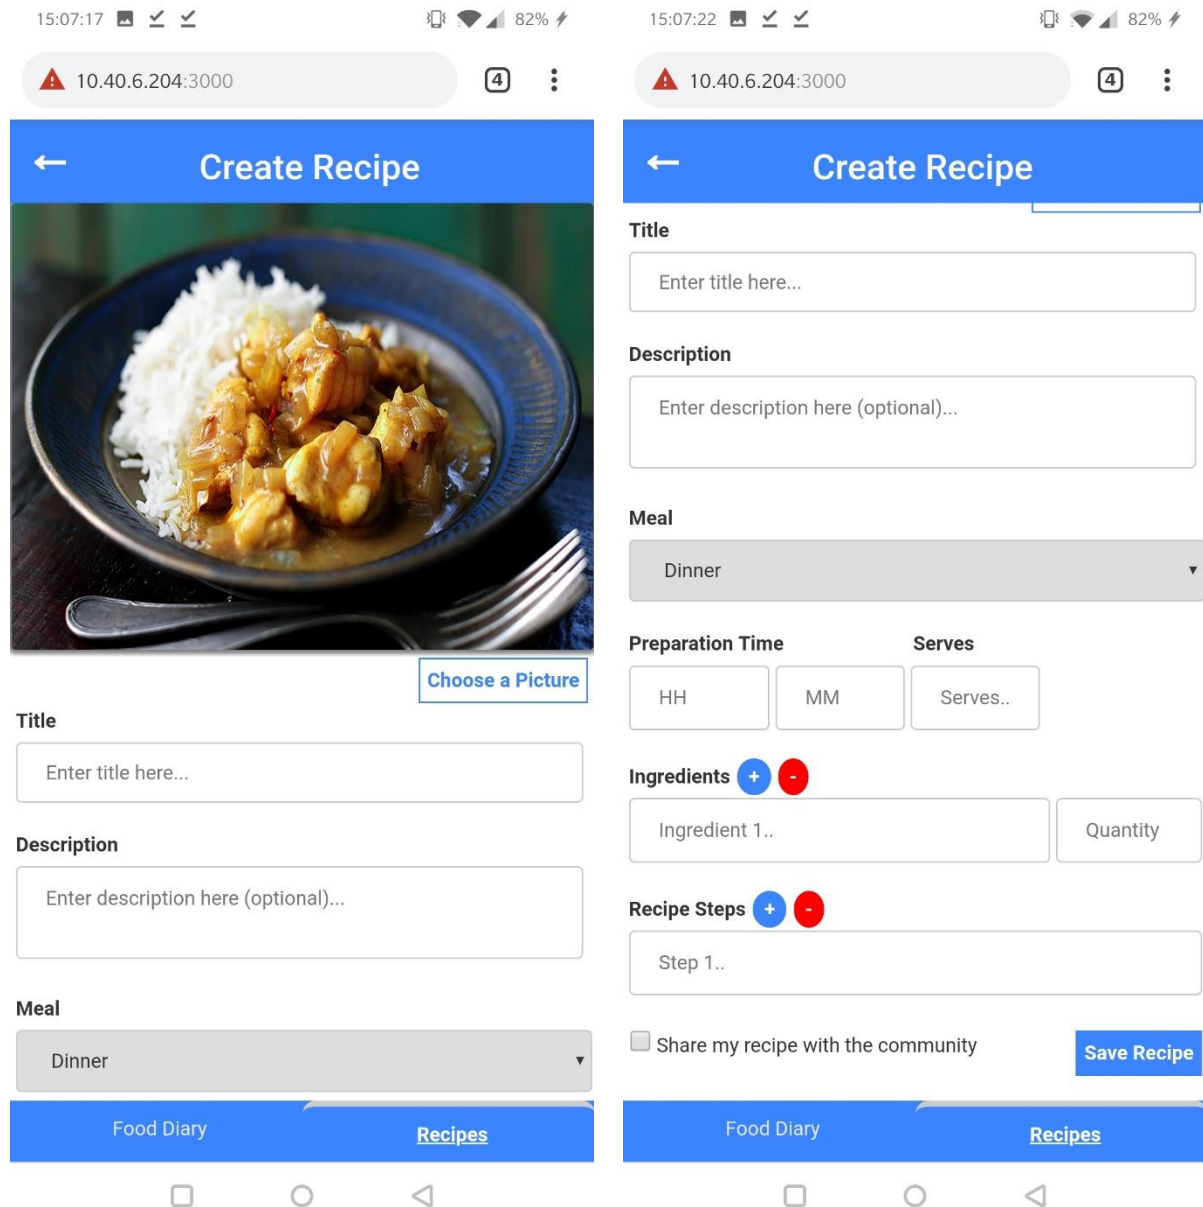 15:07:17
82%
10.40.6.204:3000
4
Create Recipe
Choose a Picture
Title
Enter title here...
Description
Enter description here (optional)...
Meal
Dinner
Food Diary
Recipes
15:07:22
82%
10.40.6.204:3000
4
Create Recipe
Title
Enter title here...
Description
Enter description here (optional)...
Meal
Dinner
Preparation Time Serves
HH MM Serves..
Ingredients + -
Ingredient 1.. Quantity
Recipe Steps + -
Step 1..
Share my recipe with the community
Save Recipe
Food Diary
Recipes